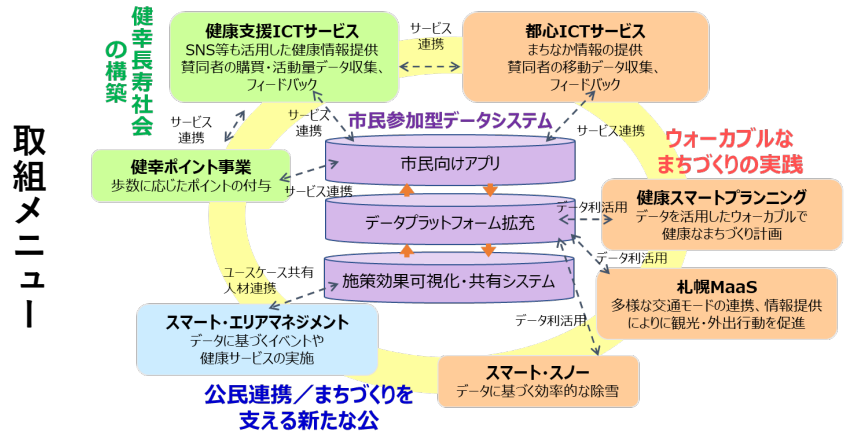 取組メニュー
健幸長寿社会
の構築
健康支援ICTサービス
SNS等も活用した健康情報提供
賛同者の購買・活動量データ収集、
フィードバック
サービス
連携
都心ICTサービス
まちなか情報の提供
賛同者の移動データ収集、
フィードバック
サービス
連携
サービス
連携
市民参加型データシステム
サービス連携
ウォーカブルな
まちづくりの実践
健幸ポイント事業
歩数に応じたポイントの付与
サービス連携
市民向けアプリ
データプラットフォーム拡充
データ利活用
健康スマートプランニング
データを活用したウォーカブルで
健康なまちづくり計画
データ利活用
ユースケース共有
人材連携
施策効果可視化・共有システム
札幌MaaS
多様な交通モードの連携、情報提供
によりに観光・外出行動を促進
データ利活用
スマート・エリアマネジメント
データに基づくイベントや
健康サービスの実施
スマート・スノー
データに基づく効率的な除雪
公民連携／まちづくりを
支える新たな公